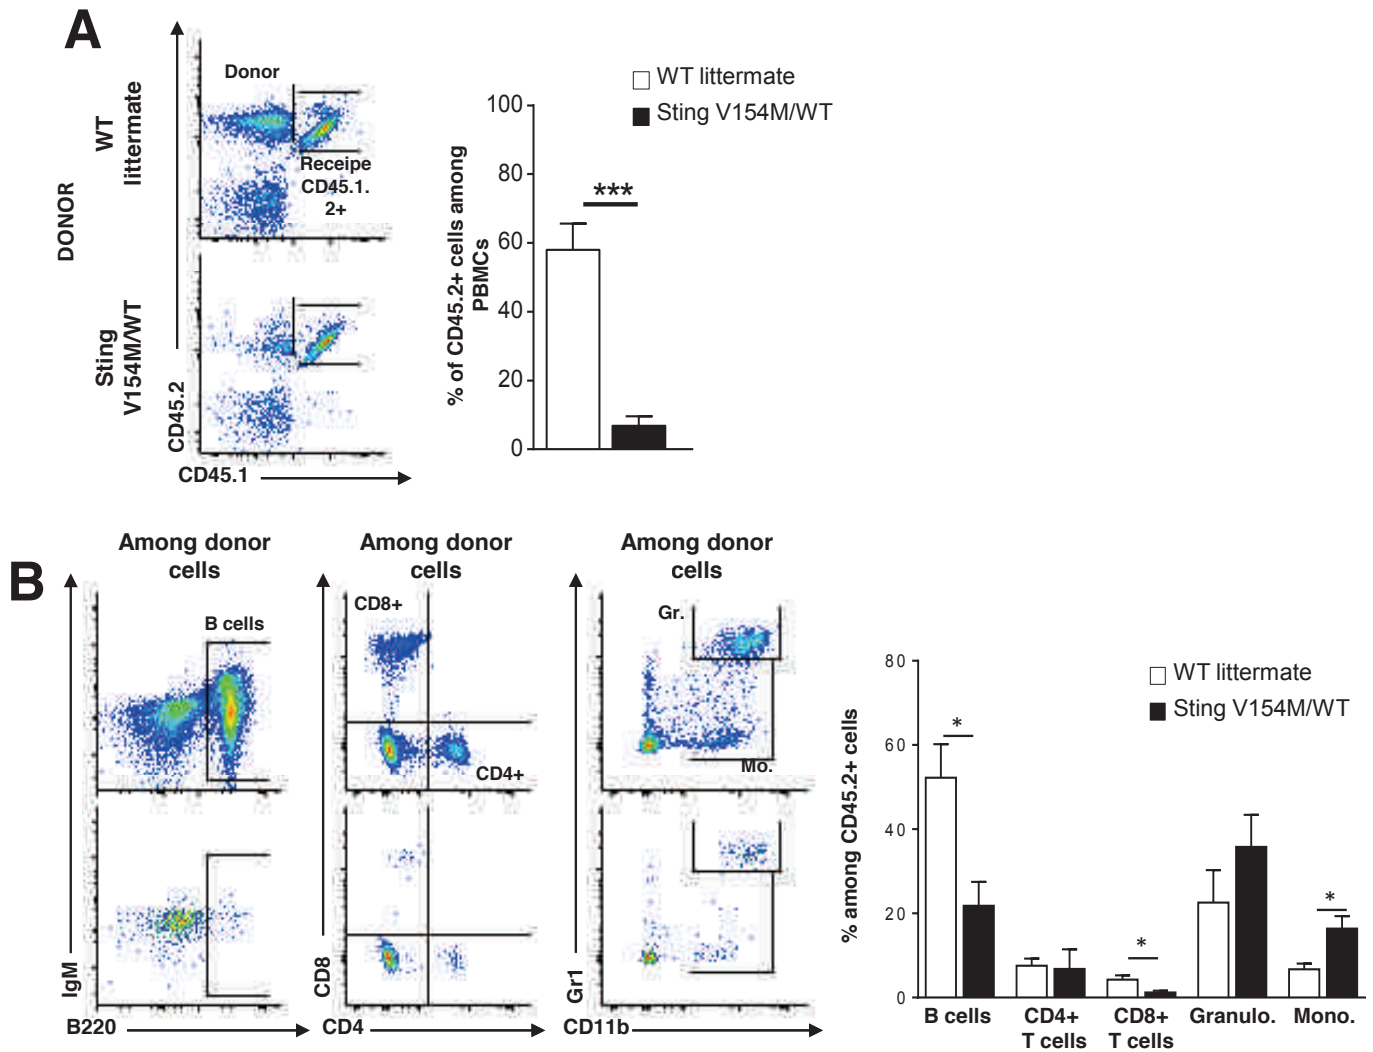 A
DONOR
WT
littermate
Sting
V154M/WT
Donor
Receipe
CD45.1.
2+
CD45.2
CD45.1
WT littermate
Sting V154M/WT
% of CD45.2+ cells among
PBMCs
100
80
60
40
20
0
***
B
Among donor
cells
Among donor
cells
Among donor
cells
B cells
CD8+
CD4+
Gr.
Mo.
IgM
B220
CD8
CD4
Gr1
CD11b
WT littermate
Sting V154M/WT
% among CD45.2+ cells
80
60
40
20
0
*
*
*
B cells
CD4+
T cells
CD8+
T cells
Granulo.
Mono.